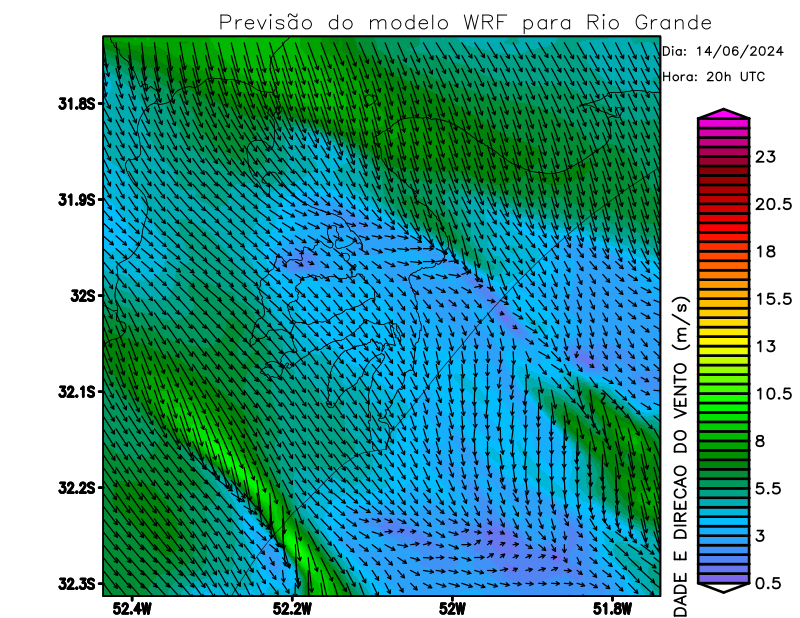 Previsão do modelo WRF para Rio Grande
Dia: 14/06/2024
Hora: 20h UTC
31.8S
31.9S
32S
32.1S
32.2S
32.3S
52.4W
52.2W
52W
51.8W
DADE E DIRECAO DO VENTO (m/s)
23
20.5
18
15.5
13
10.5
8
5.5
3
0.5